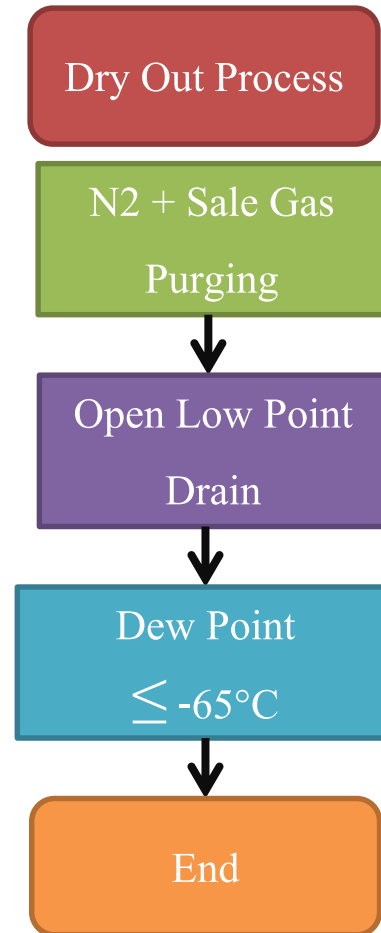 Dry Out Process
N2 + Sale Gas
Purging
Open Low Point
Drain
Dew Point
≤ -65°C
End